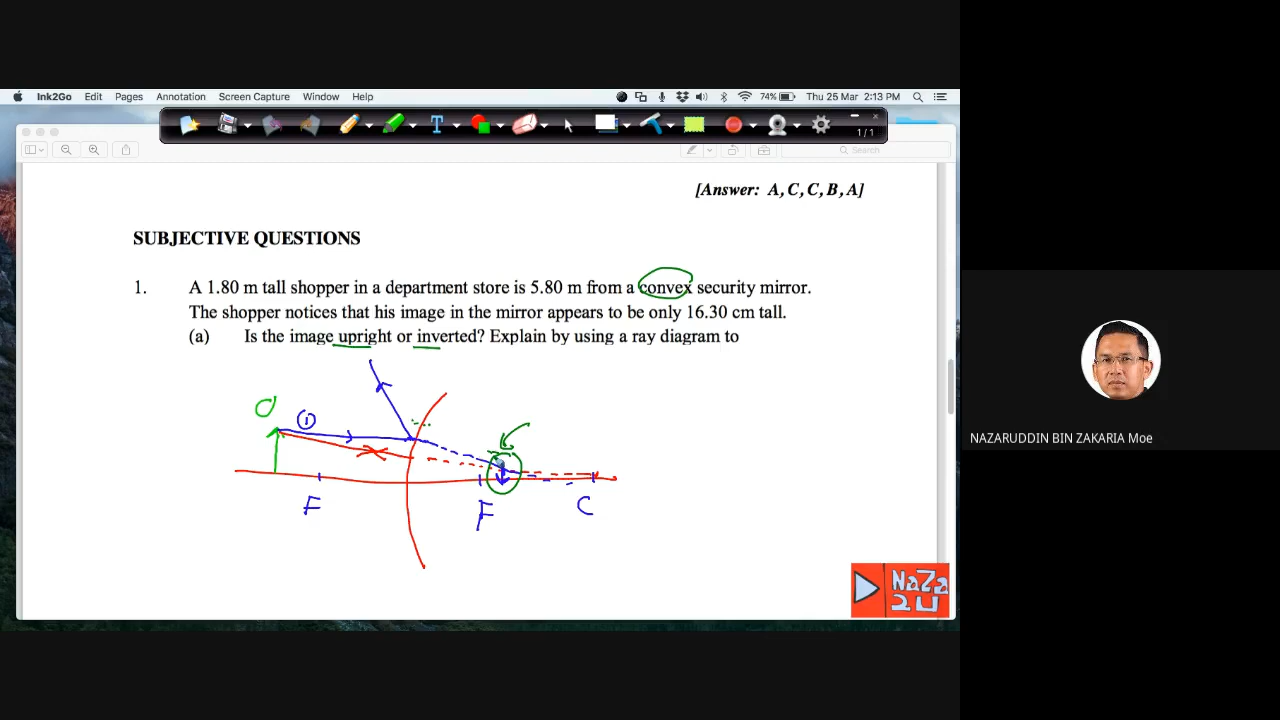 Ink2Go Edit Pages Annotation Screen Capture Window Help 74% Thu 25 Mar 2:13 PM
T
1 / 1
Search
[Answer: A, C, C, B, A]
SUBJECTIVE QUESTIONS
1. A 1.80 m tall shopper in a department store is 5.80 m from a convex security mirror.
The shopper notices that his image in the mirror appears to be only 16.30 cm tall.
(a) Is the image upright or inverted? Explain by using a ray diagram to
O
1
F
F
C
NAZARUDDIN BIN ZAKARIA Moe
NaZa
2U